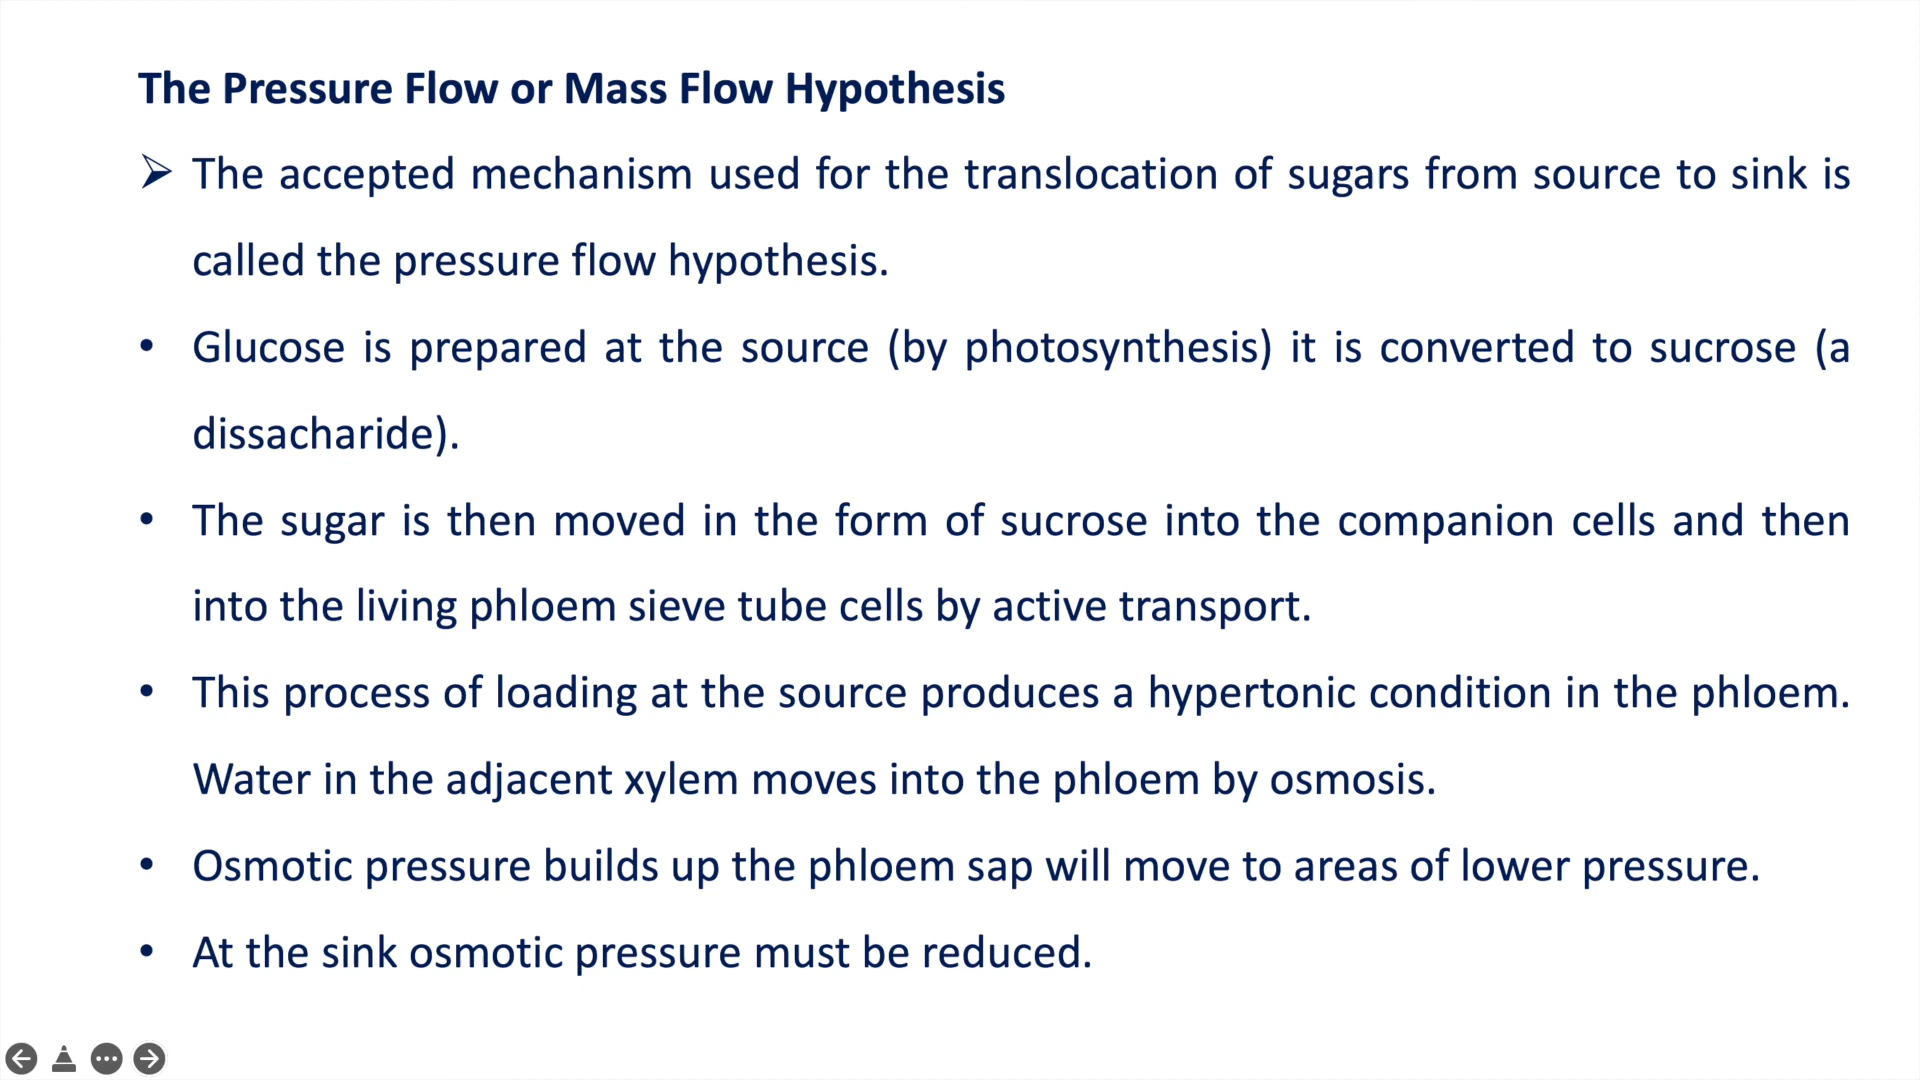 The Pressure Flow or Mass Flow Hypothesis
➢ The accepted mechanism used for the translocation of sugars from source to sink is
called the pressure flow hypothesis.
• Glucose is prepared at the source (by photosynthesis) it is converted to sucrose (a
dissacharide).
• The sugar is then moved in the form of sucrose into the companion cells and then
into the living phloem sieve tube cells by active transport.
• This process of loading at the source produces a hypertonic condition in the phloem.
Water in the adjacent xylem moves into the phloem by osmosis.
• Osmotic pressure builds up the phloem sap will move to areas of lower pressure.
• At the sink osmotic pressure must be reduced.